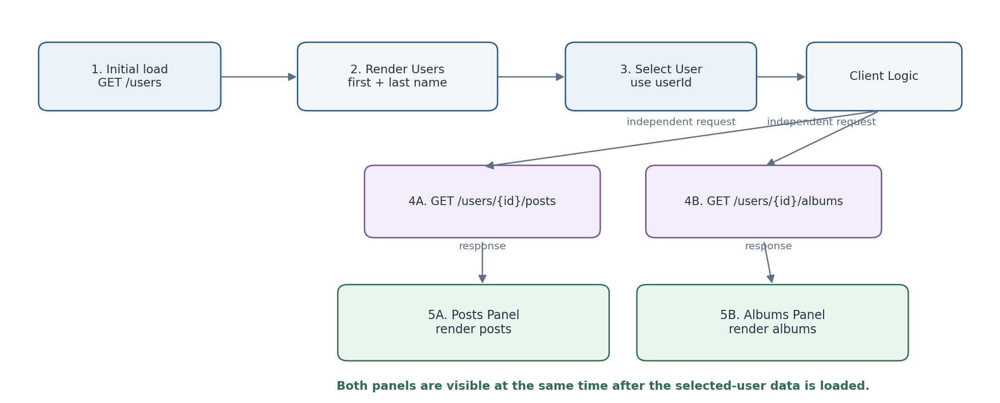 1. Initial load
GET /users
2. Render Users
first + last name
3. Select User
use userId
Client Logic
independent request
independent request
4A. GET /users/{id}/posts
4B. GET /users/{id}/albums
response
response
5A. Posts Panel
render posts
5B. Albums Panel
render albums
Both panels are visible at the same time after the selected-user data is loaded.